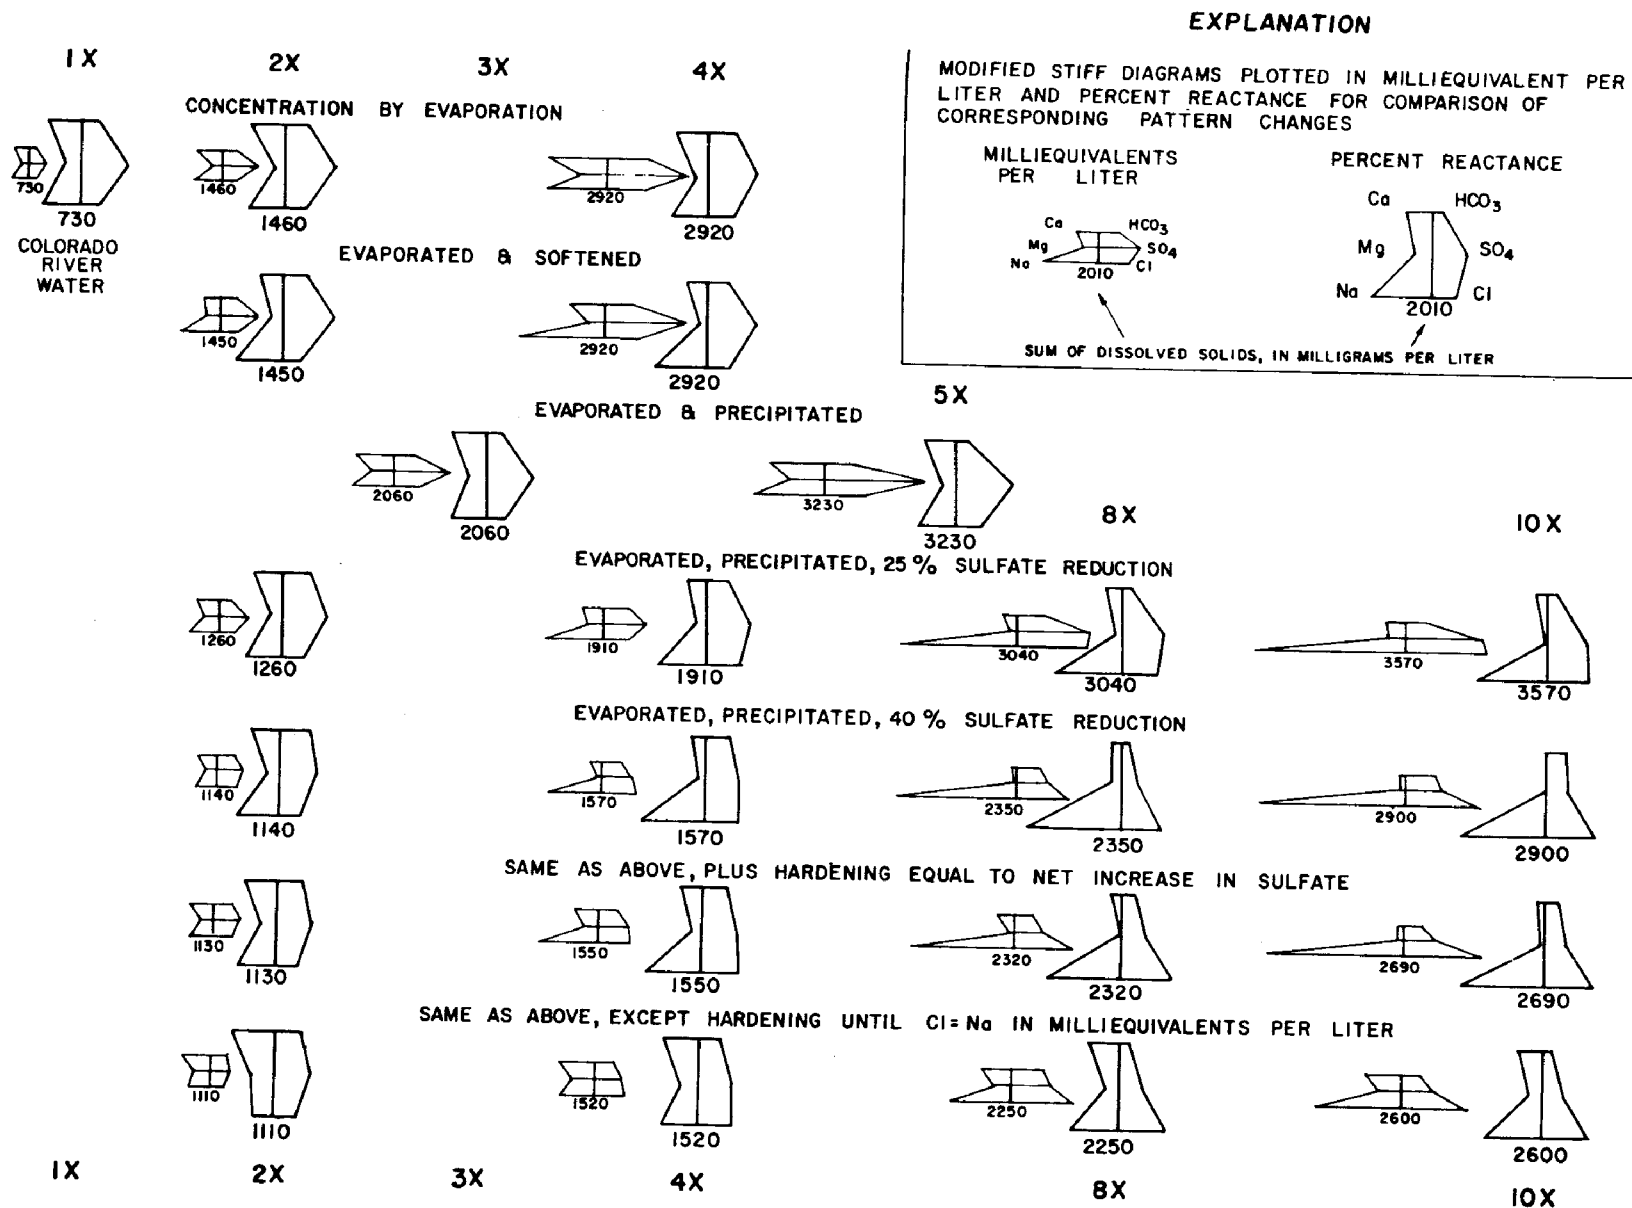 EXPLANATION
1X 2X 3X 4X
MODIFIED STIFF DIAGRAMS PLOTTED IN MILLIEQUIVALENT PER
LITER AND PERCENT REACTANCE FOR COMPARISON OF
CORRESPONDING PATTERN CHANGES
MILLIEQUIVALENTS
PER LITER
PERCENT REACTANCE
Ca HCO3
Mg SO4
Na Cl
2010
Ca HCO3
Mg SO4
Na Cl
2010
SUM OF DISSOLVED SOLIDS, IN MILLIGRAMS PER LITER
CONCENTRATION BY EVAPORATION
730 730 1460 1460 2920 2920
COLORADO
RIVER
WATER
EVAPORATED & SOFTENED
1450 1450 2920 2920
5X
EVAPORATED & PRECIPITATED
2060 2060 3230 3230
8X 10X
EVAPORATED, PRECIPITATED, 25% SULFATE REDUCTION
1260 1260 1910 1910 3040 3040 3570 3570
EVAPORATED, PRECIPITATED, 40% SULFATE REDUCTION
1140 1140 1570 1570 2350 2350 2900 2900
SAME AS ABOVE, PLUS HARDENING EQUAL TO NET INCREASE IN SULFATE
1130 1130 1550 1550 2320 2320 2690 2690
SAME AS ABOVE, EXCEPT HARDENING UNTIL Cl=Na IN MILLIEQUIVALENTS PER LITER
1110 1110 1520 1520 2250 2250 2600 2600
1X 2X 3X 4X 8X 10X